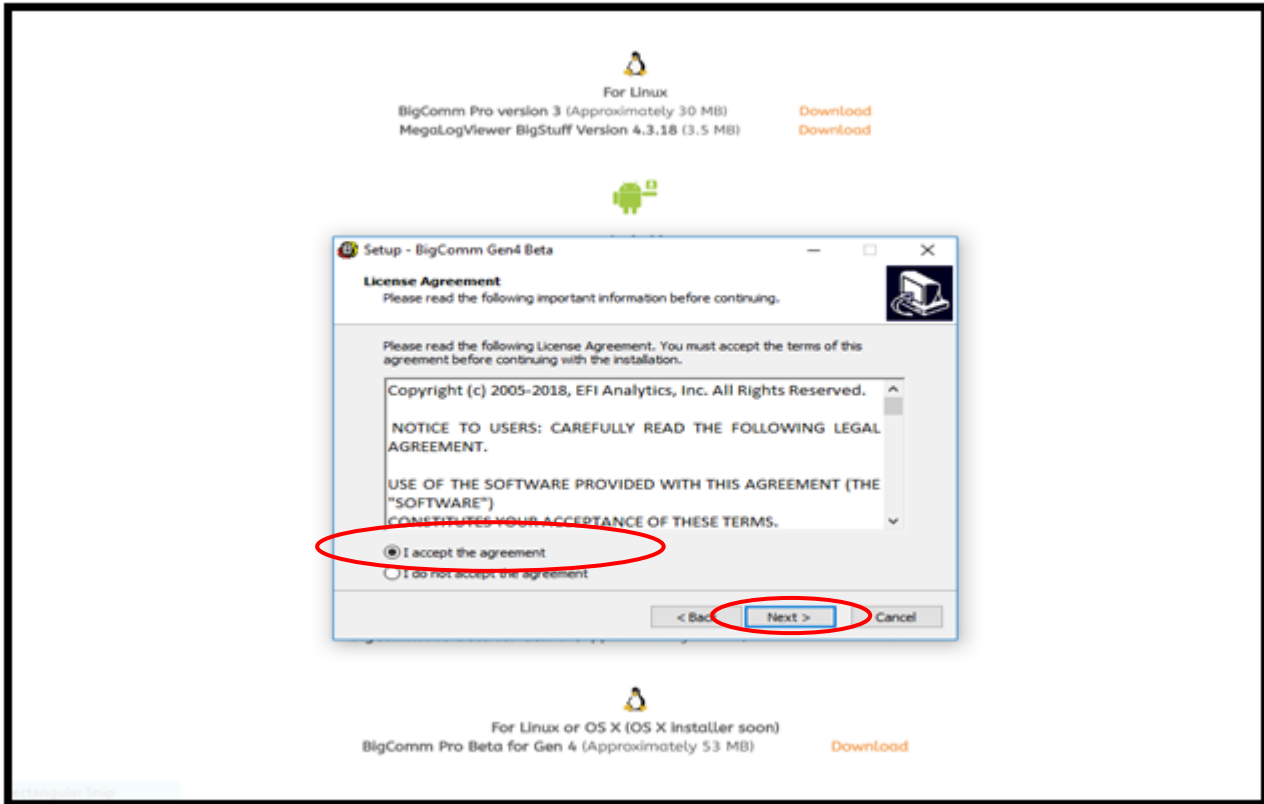 For Linux
BigComm Pro version 3 (Approximately 30 MB) Download
MegaLogViewer BigStuff Version 4.3.18 (3.5 MB) Download
Setup - BigComm Gen4 Beta
License Agreement
Please read the following important information before continuing.
Please read the following License Agreement. You must accept the terms of this
agreement before continuing with the installation.
Copyright (c) 2005-2018, EFI Analytics, Inc. All Rights Reserved.
NOTICE TO USERS: CAREFULLY READ THE FOLLOWING LEGAL
AGREEMENT.
USE OF THE SOFTWARE PROVIDED WITH THIS AGREEMENT (THE
"SOFTWARE")
CONSTITUTES YOUR ACCEPTANCE OF THESE TERMS.
I accept the agreement
I do not accept the agreement
< Back Next > Cancel
For Linux or OS X (OS X installer soon)
BigComm Pro Beta for Gen 4 (Approximately 53 MB) Download